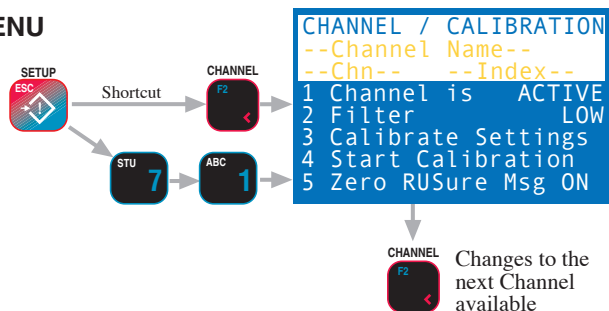 ENU
SETUP
ESC
Shortcut
CHANNEL
F2
<
STU
7
ABC
1
CHANNEL / CALIBRATION
--Channel Name--
--Chn-- --Index--
1 Channel is ACTIVE
2 Filter LOW
3 Calibrate Settings
4 Start Calibration
5 Zero RUSure Msg ON
CHANNEL
F2
<
Changes to the
next Channel
available